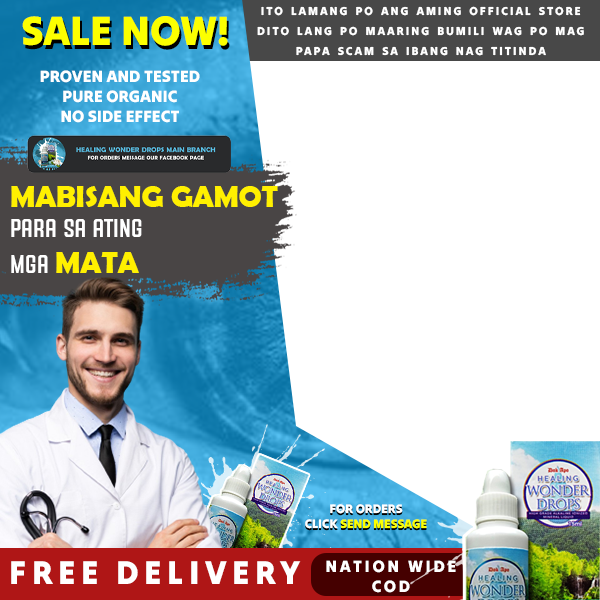 SALE NOW!
ITO LAMANG PO ANG AMING OFFICIAL STORE
DITO LANG PO MAARING BUMILI WAG PO MAG
PAPA SCAM SA IBANG NAG TITINDA
PROVEN AND TESTED
PURE ORGANIC
NO SIDE EFFECT
HEALING WONDER DROPS MAIN BRANCH
FOR ORDERS MESSAGE OUR FACEBOOK PAGE
MABISANG GAMOT
PARA SA ATING
MGA MATA
HEALING
WONDER
DROPS
FOR ORDERS
CLICK SEND MESSAGE
HEALING
WONDER
DROPS
HEALING
WONDER
FREE DELIVERY
NATION WIDE
COD